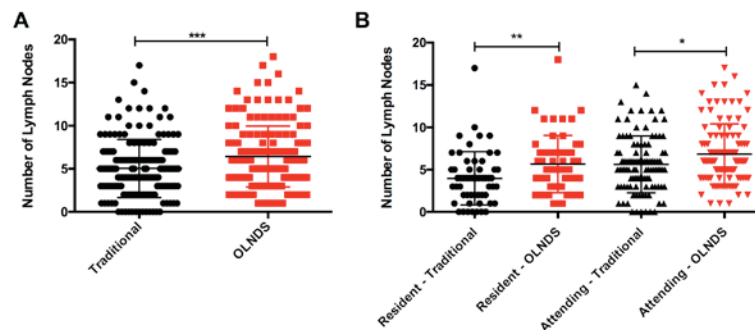 A
Number of Lymph Nodes
20
15
10
5
0
***
Traditional
OLNDS
B
Number of Lymph Nodes
20
15
10
5
0
**
*
Resident - Traditional
Resident - OLNDS
Attending - Traditional
Attending - OLNDS